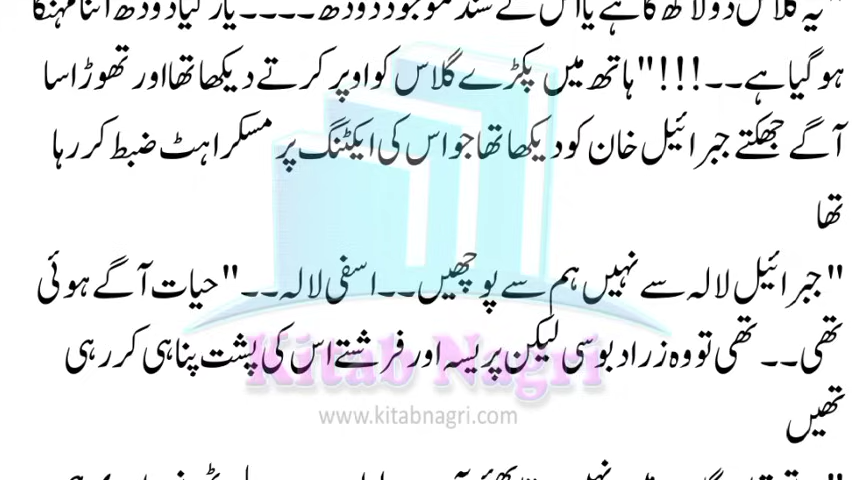 "یہ گلاس دو لاکھ کا ہے یا اس کے اندر موجود دودھ۔۔۔۔یار کیا دودھ اتنا مہنگا
ہو گیا ہے۔۔!!!"ہاتھ میں پکڑے گلاس کو اوپر کرتے دیکھا تھا اور تھوڑا سا
آگے جھکتے جبرائیل خان کو دیکھا تھا جو اس کی ایکٹنگ پر مسکراہٹ ضبط کر رہا
تھا
"جبرائیل لالہ سے نہیں ہم سے پوچھیں۔۔اسفی لالہ۔۔"حیات آگے ہوئی
تھی۔۔ تھی تو وہ زرا دبوسی لیکن پریسہ اور فرشتے اس کی پشت پناہی کر رہی
تھیں
Kitab Nagri
www.kitabnagri.com